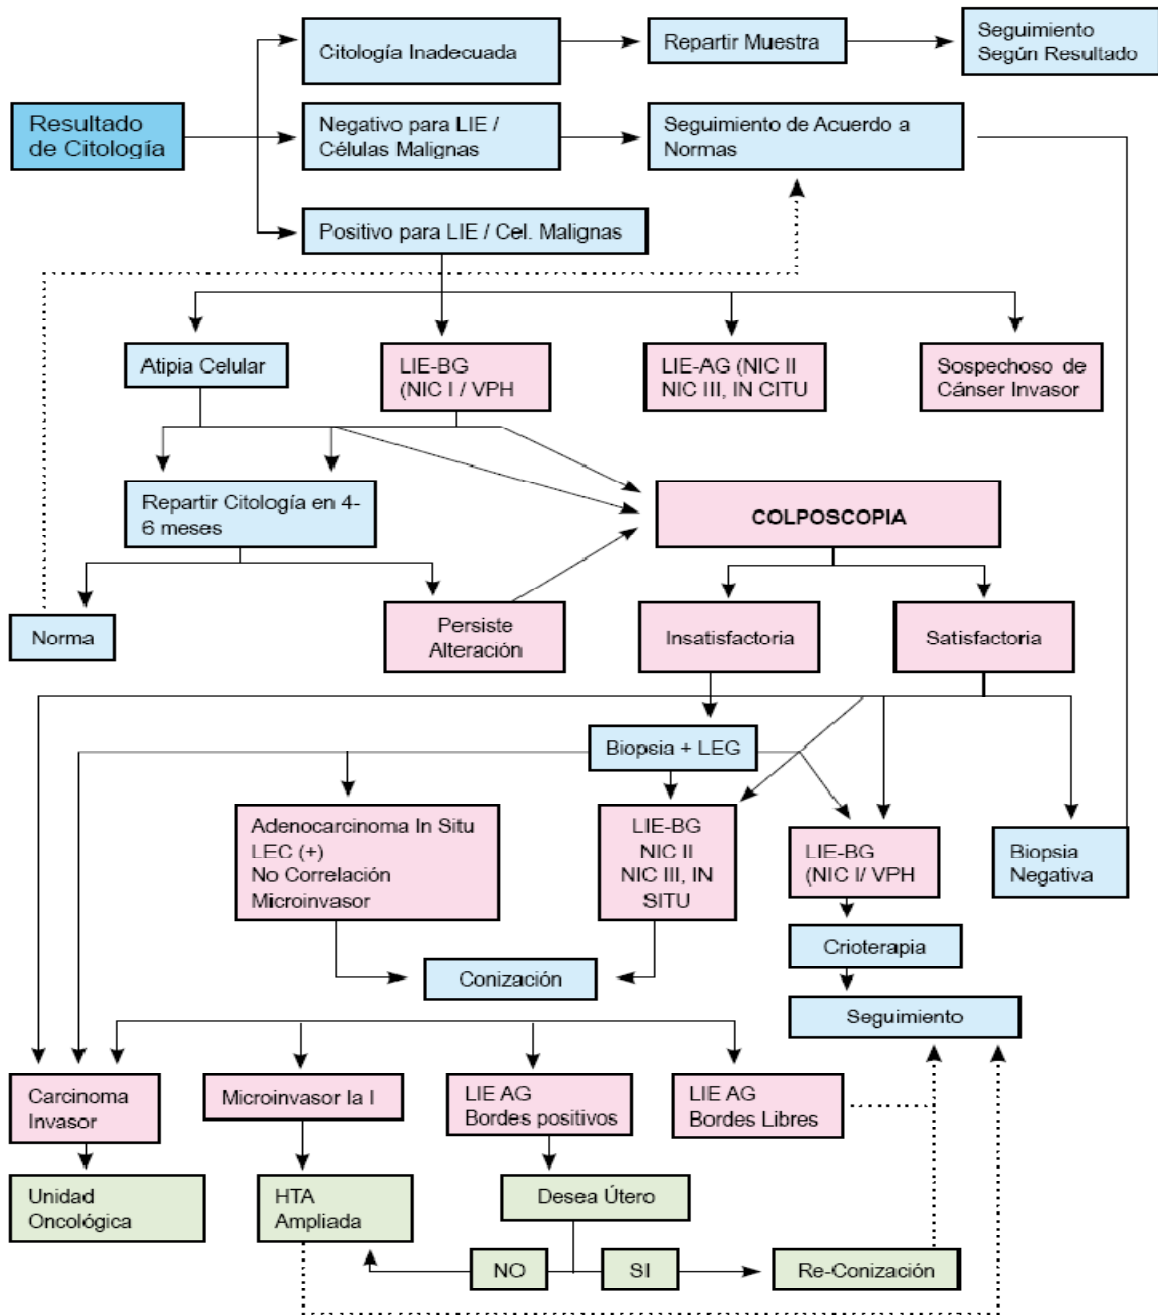 Citología Inadecuada
Repartir Muestra
Seguimiento
Según Resultado
Resultado
de Citología
Negativo para LIE /
Células Malignas
Seguimiento de Acuerdo a
Normas
Positivo para LIE / Cel. Malignas
Atipia Celular
LIE-BG
(NIC I / VPH
LIE-AG (NIC II
NIC III, IN CITU
Sospechoso de
Cánser Invasor
Repartir Citología en 4-
6 meses
COLPOSCOPIA
Norma
Persiste
Alteración
Insatisfactoria
Satisfactoria
Biopsia + LEG
Adenocarcinoma In Situ
LEC (+)
No Correlación
Microinvasor
LIE-BG
NIC II
NIC III, IN
SITU
LIE-BG
(NIC I/ VPH
Biopsia
Negativa
Crioterapia
Conización
Seguimiento
Carcinoma
Invasor
Microinvasor Ia I
LIE AG
Bordes positivos
LIE AG
Bordes Libres
Unidad
Oncológica
HTA
Ampliada
Desea Útero
NO
SI
Re-Conización